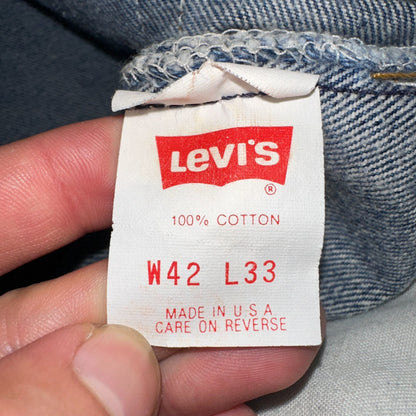 LEVI'S
®
100% COTTON
W42 L33
MADE IN U S A
CARE ON REVERSE